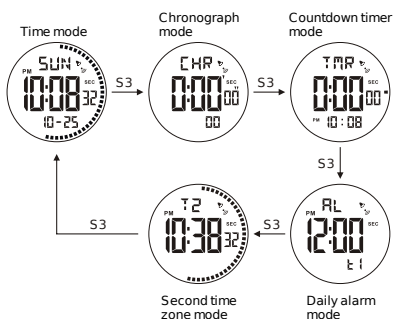 Time mode
Chronograph
mode
Countdown timer
mode
SUN
PM
SEC
10:08 32
10-25
S3
CHR
SEC
0:00 00
00
S3
TMR
SEC
0:00 00
PM 10:08
S3
AL
PM
SEC
12:00
t1
S3
T2
PM
SEC
10:38 32
S3
Second time
zone mode
Daily alarm
mode